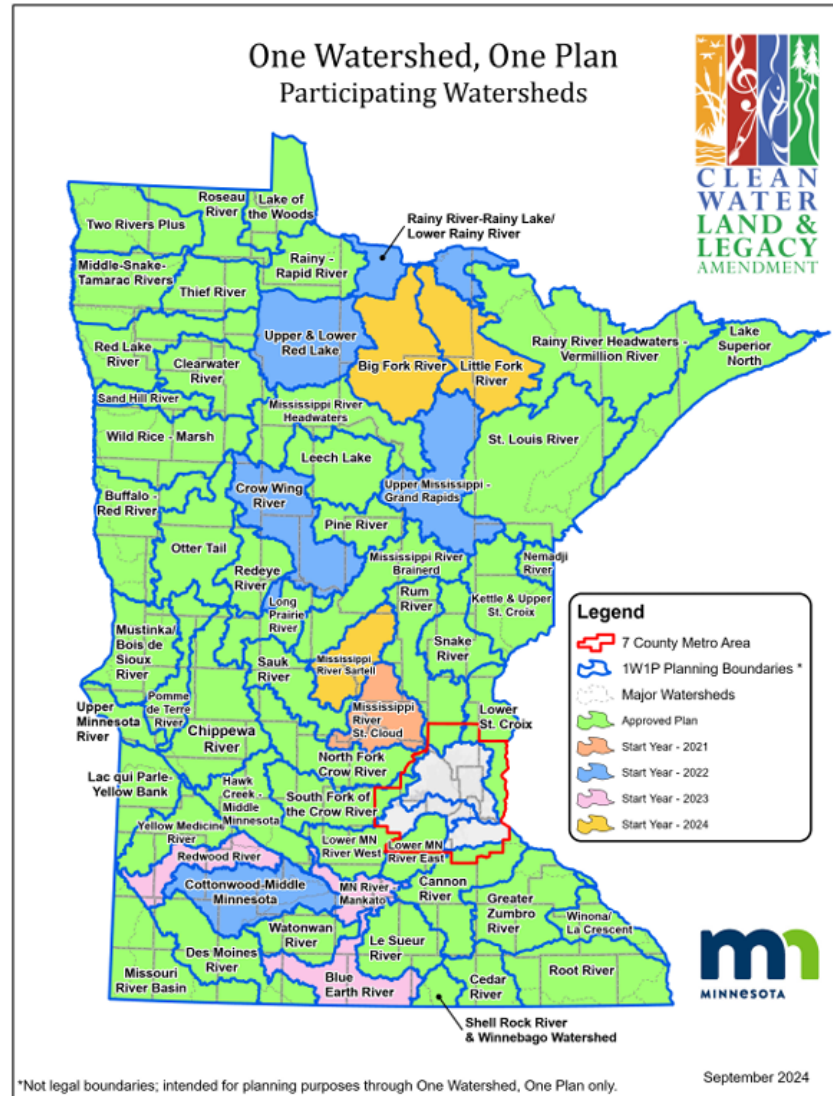 One Watershed, One Plan
Participating Watersheds
CLEAN
WATER
LAND &
LEGACY
AMENDMENT
Roseau
River
Lake of
the Woods
Two Rivers Plus
Rainy River-Rainy Lake/
Lower Rainy River
Rainy -
Rapid River
Middle-Snake-
Tamarac Rivers
Thief River
Upper & Lower
Red Lake
Big Fork River
Little Fork
River
Rainy River Headwaters -
Vermillion River
Lake
Superior
North
Red Lake
River
Clearwater
River
Sand Hill River
Mississippi River
Headwaters
Wild Rice - Marsh
Leech Lake
St. Louis River
Upper Mississippi -
Grand Rapids
Crow Wing
River
Buffalo -
Red River
Pine River
Otter Tail
Redeye
River
Mississippi River
Brainerd
Nemadji
River
Long
Prairie
River
Rum
River
Kettle & Upper
St. Croix
Mustinka/
Bois de
Sioux
River
Snake
River
Sauk
River
Mississippi
River Sartell
Pomme
de Terre
River
Upper
Minnesota
River
Mississippi
River
St. Cloud
Lower
St. Croix
Chippewa
River
North Fork
Crow River
Lac qui Parle-
Yellow Bank
Hawk
Creek -
Middle
Minnesota
South Fork of
the Crow River
Yellow Medicine
River
Lower MN
River West
Lower MN
River East
Redwood River
Cottonwood-Middle
Minnesota
MN River -
Mankato
Cannon
River
Greater
Zumbro
River
Winona/
La Crescent
Watonwan
River
Le Sueur
River
Des Moines
River
Missouri
River Basin
Blue
Earth River
Cedar
River
Root River
Shell Rock River
& Winnebago Watershed
Legend
7 County Metro Area
1W1P Planning Boundaries *
Major Watersheds
Approved Plan
Start Year - 2021
Start Year - 2022
Start Year - 2023
Start Year - 2024
mn
MINNESOTA
September 2024
*Not legal boundaries; intended for planning purposes through One Watershed, One Plan only.